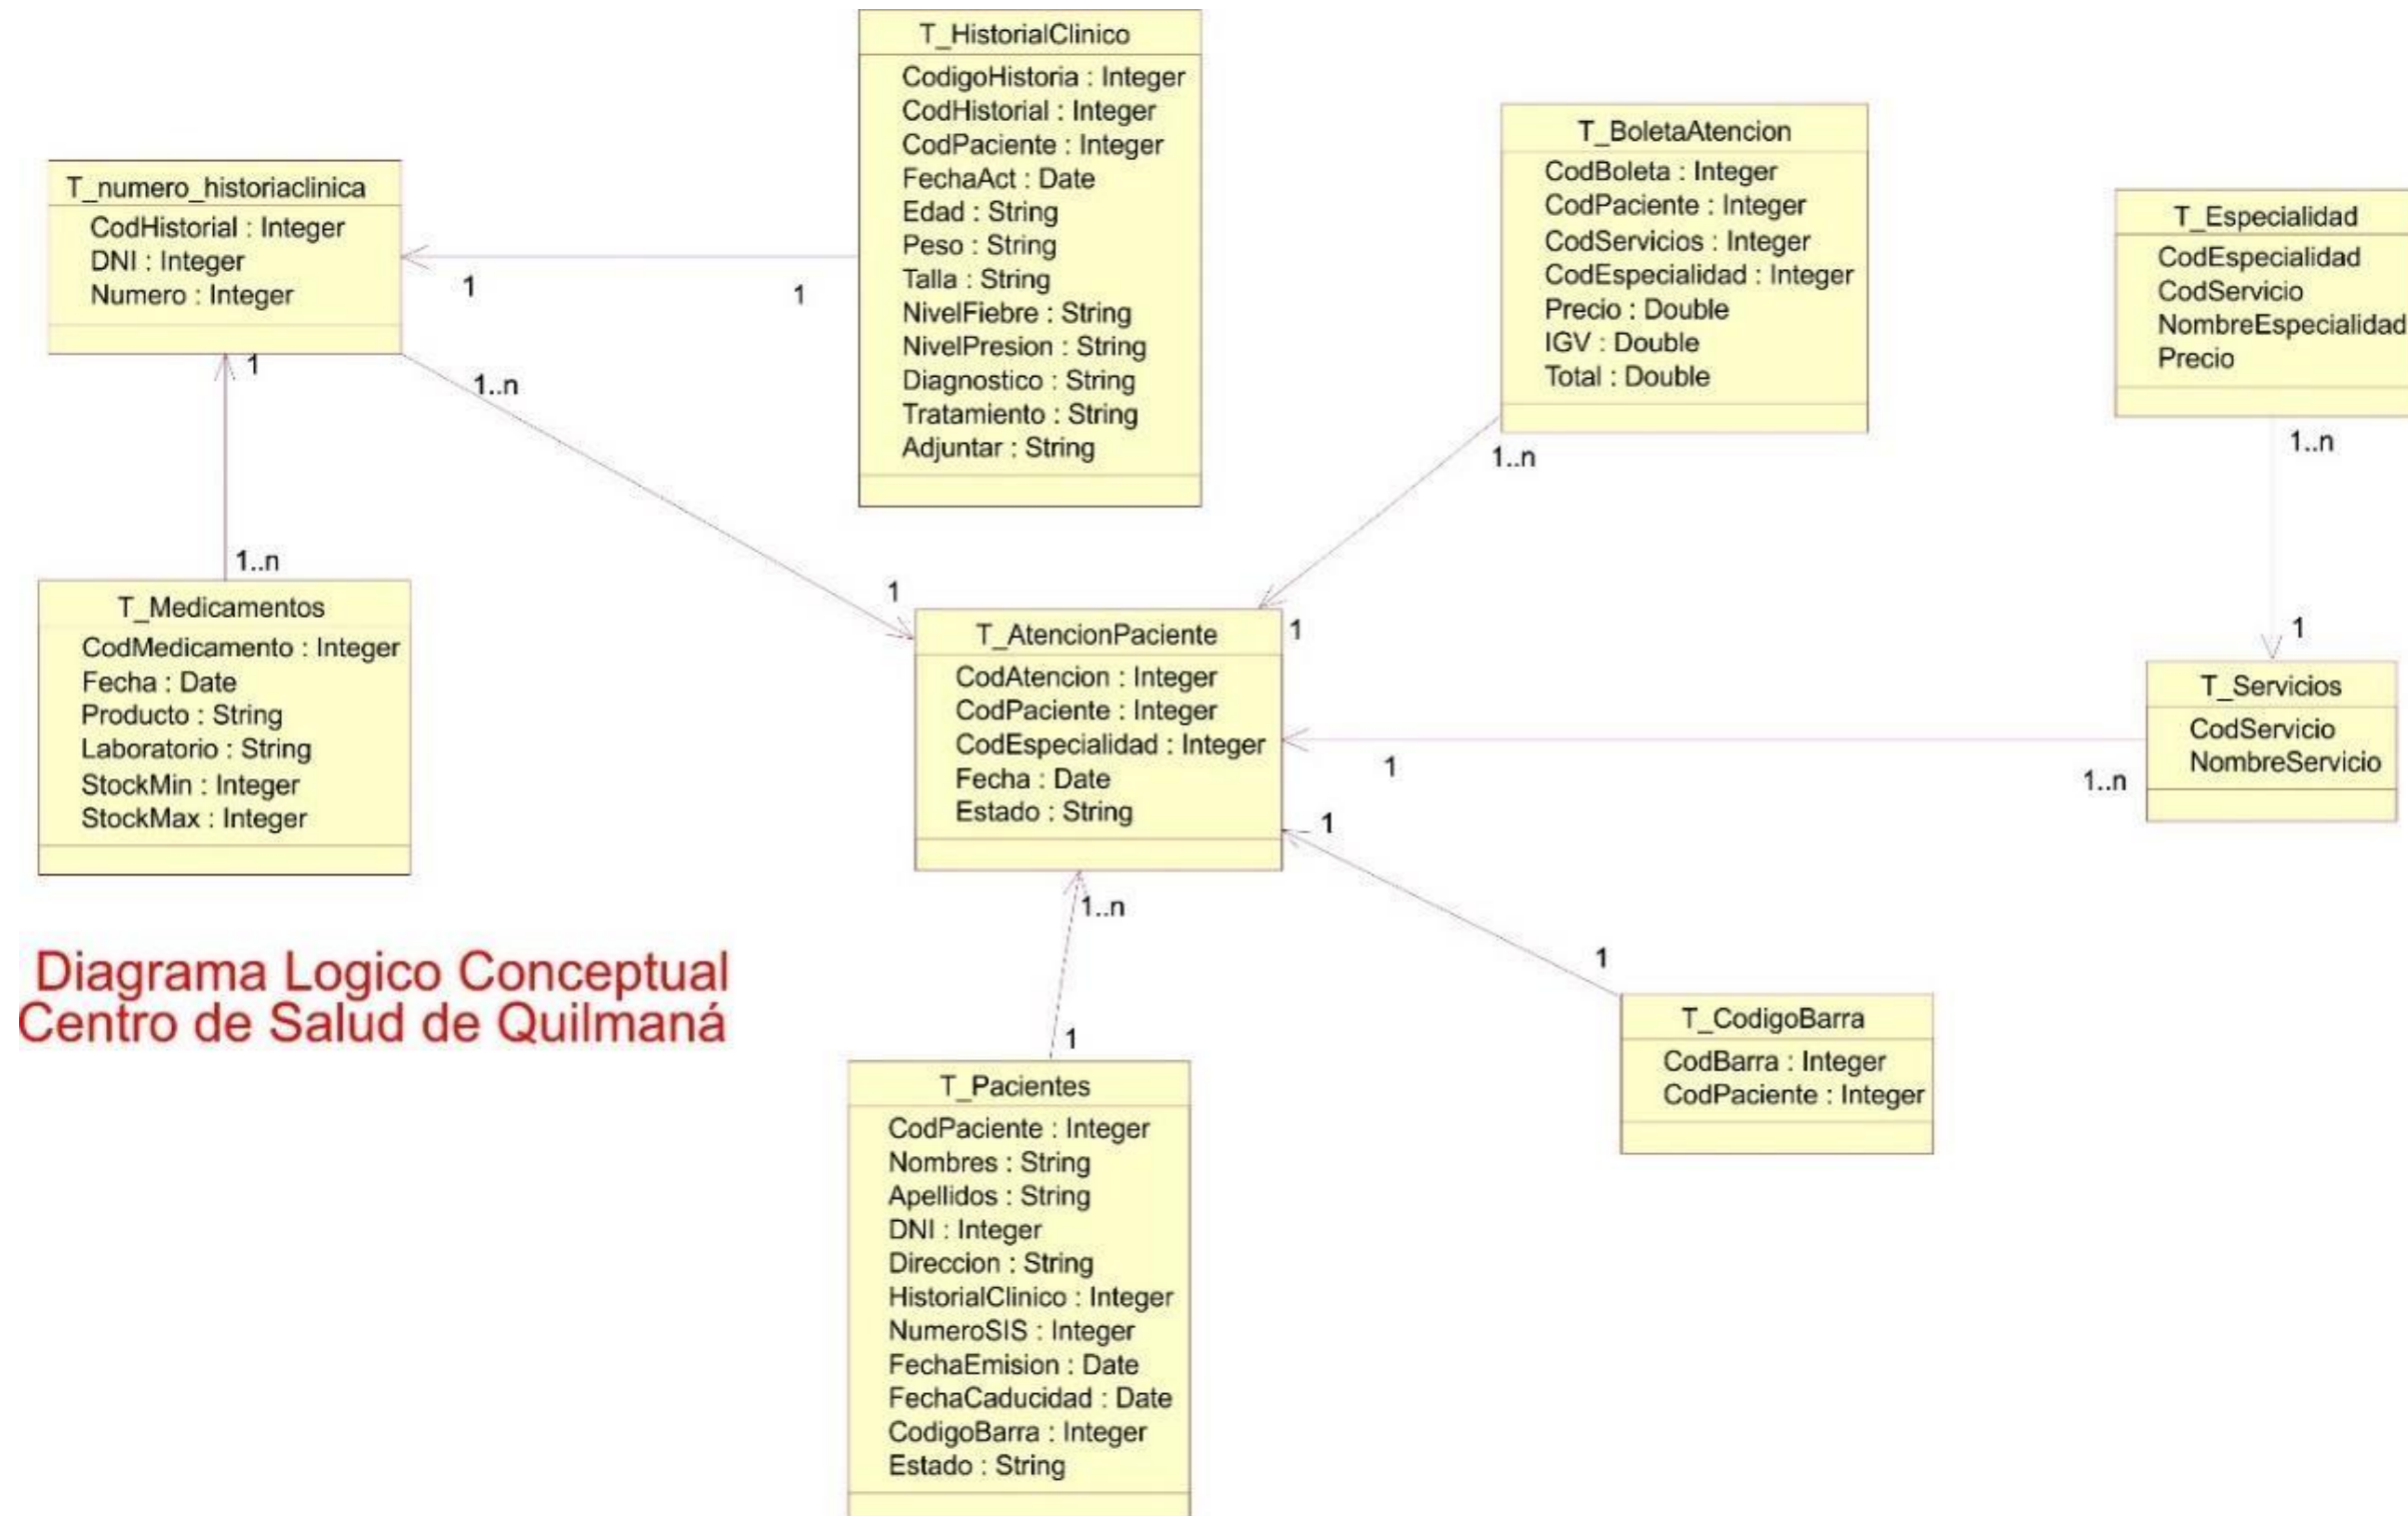 T_HistorialClinico
CodigoHistoria : Integer
CodHistorial : Integer
CodPaciente : Integer
FechaAct : Date
Edad : String
Peso : String
Talla : String
NivelFiebre : String
NivelPresion : String
Diagnostico : String
Tratamiento : String
Adjuntar : String
T_numero_historiaclinica
CodHistorial : Integer
DNI : Integer
Numero : Integer
1
1
1
1..n
1..n
1
T_BoletaAtencion
CodBoleta : Integer
CodPaciente : Integer
CodServicios : Integer
CodEspecialidad : Integer
Precio : Double
IGV : Double
Total : Double
1..n
1
T_Especialidad
CodEspecialidad
CodServicio
NombreEspecialidad
Precio
1..n
1
T_Medicamentos
CodMedicamento : Integer
Fecha : Date
Producto : String
Laboratorio : String
StockMin : Integer
StockMax : Integer
T_AtencionPaciente
CodAtencion : Integer
CodPaciente : Integer
CodEspecialidad : Integer
Fecha : Date
Estado : String
1
1..n
T_Servicios
CodServicio
NombreServicio
1
1
1..n
1
T_CodigoBarra
CodBarra : Integer
CodPaciente : Integer
Diagrama Logico Conceptual
Centro de Salud de Quilmaná
T_Pacientes
CodPaciente : Integer
Nombres : String
Apellidos : String
DNI : Integer
Direccion : String
HistorialClinico : Integer
NumeroSIS : Integer
FechaEmision : Date
FechaCaducidad : Date
CodigoBarra : Integer
Estado : String